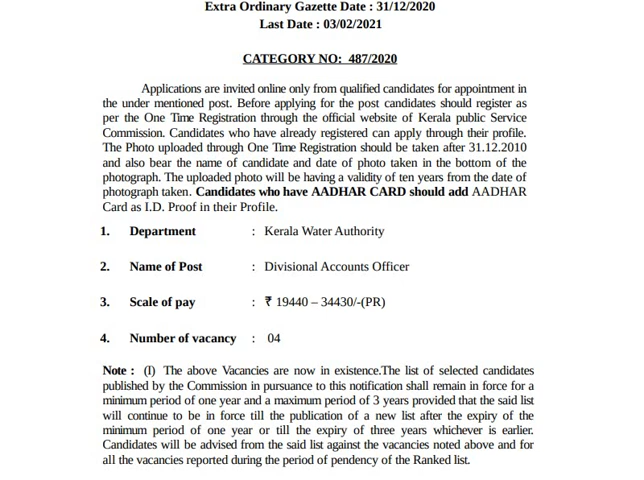 Extra Ordinary Gazette Date : 31/12/2020
Last Date : 03/02/2021
CATEGORY NO: 487/2020
Applications are invited online only from qualified candidates for appointment in
the under mentioned post. Before applying for the post candidates should register as
per the One Time Registration through the official website of Kerala public Service
Commission. Candidates who have already registered can apply through their profile.
The Photo uploaded through One Time Registration should be taken after 31.12.2010
and also bear the name of candidate and date of photo taken in the bottom of the
photograph. The uploaded photo will be having a validity of ten years from the date of
photograph taken. Candidates who have AADHAR CARD should add AADHAR
Card as I.D. Proof in their Profile.
1. Department : Kerala Water Authority
2. Name of Post : Divisional Accounts Officer
3. Scale of pay : ₹ 19440 – 34430/-(PR)
4. Number of vacancy : 04
Note : (I) The above Vacancies are now in existence.The list of selected candidates
published by the Commission in pursuance to this notification shall remain in force for a
minimum period of one year and a maximum period of 3 years provided that the said list
will continue to be in force till the publication of a new list after the expiry of the
minimum period of one year or till the expiry of three years whichever is earlier.
Candidates will be advised from the said list against the vacancies noted above and for
all the vacancies reported during the period of pendency of the Ranked list.